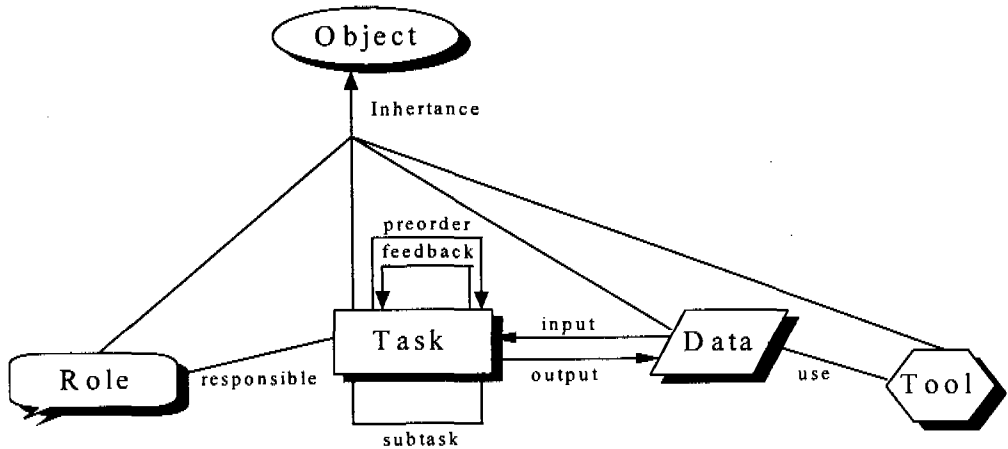 Object
Inhertance
preorder
feedback
Task
input
output
Data
Role
responsible
use
Tool
subtask